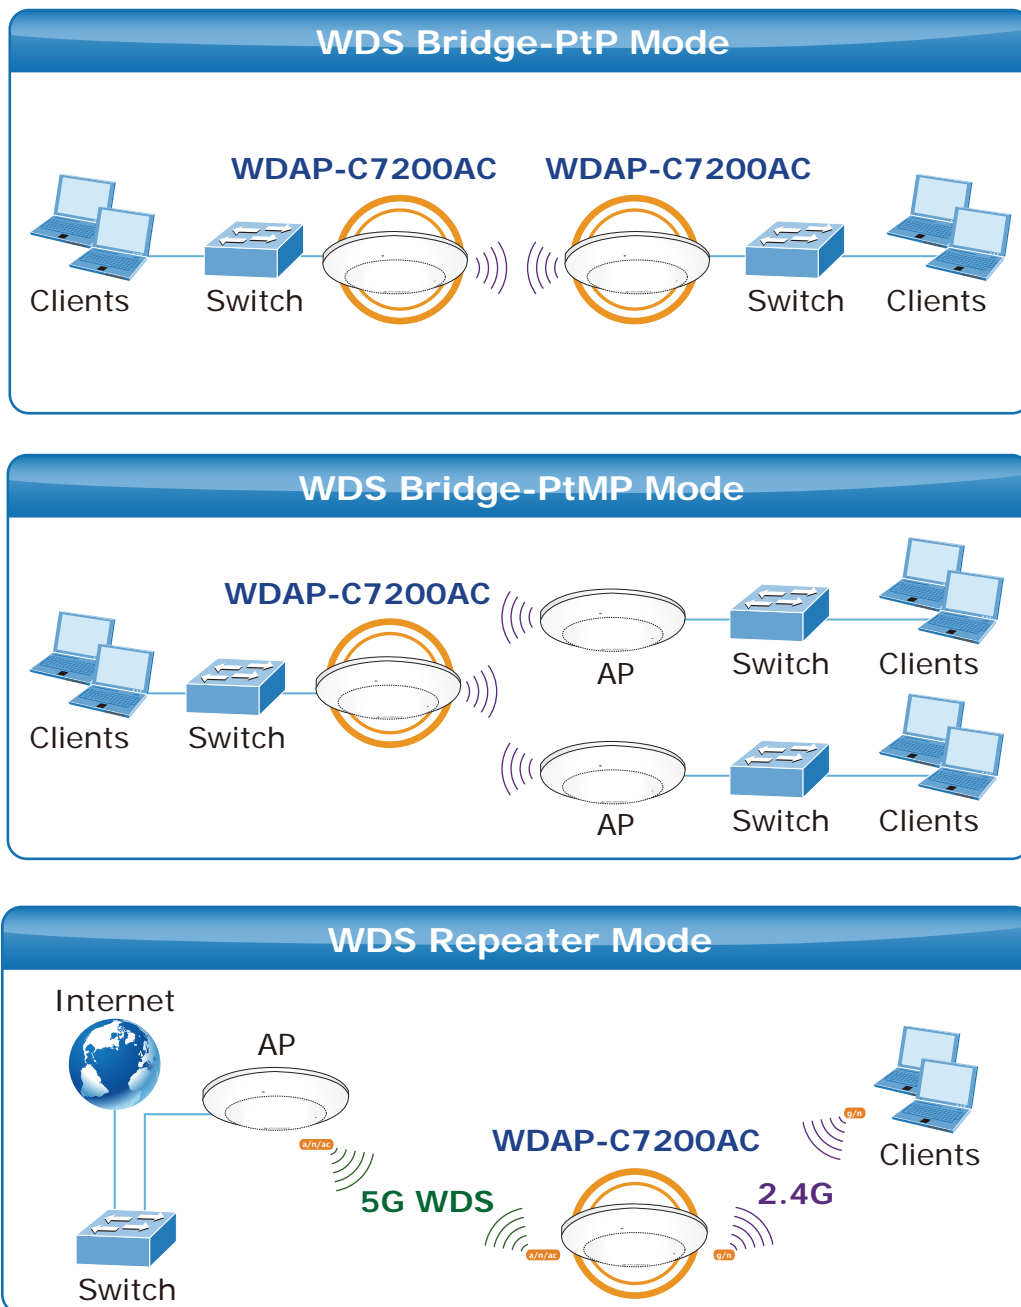 WDS Bridge-PtP Mode
WDAP-C7200AC WDAP-C7200AC
Clients Switch Switch Clients
WDS Bridge-PtMP Mode
WDAP-C7200AC
AP Switch Clients
Clients Switch
AP Switch Clients
WDS Repeater Mode
Internet
AP
g/n
a/n/ac
WDAP-C7200AC
Clients
5G WDS
2.4G
a/n/ac
g/n
Switch